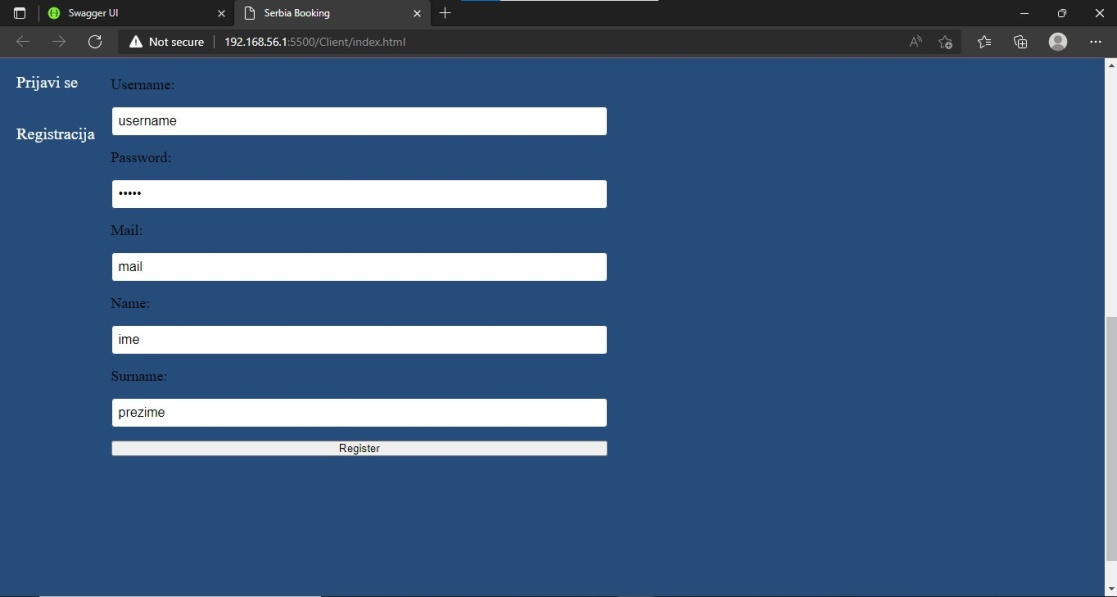 Swagger UI
Serbia Booking
Not secure
192.168.56.1:5500/Client/index.html
Prijavi se
Registracija
Username:
username
Password:
•••••
Mail:
mail
Name:
ime
Surname:
prezime
Register